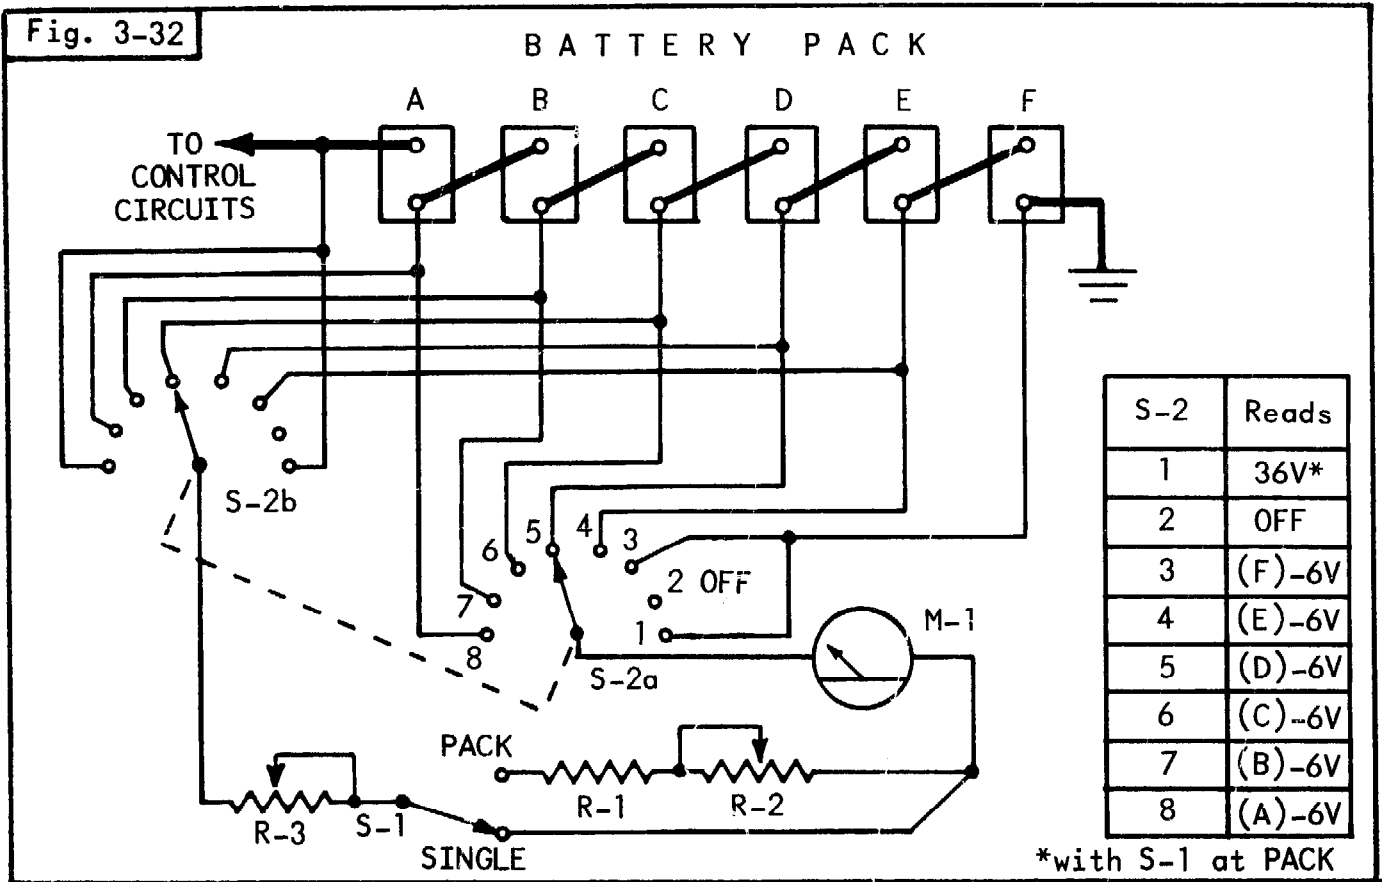 Fig. 3-32
BATTERY PACK
A B C D E F
TO
CONTROL
CIRCUITS
S-2b
5 4 3
6
2 OFF
7
1
8
S-2a
M-1
PACK
R-1 R-2
R-3 S-1
SINGLE
S-2 Reads
1 36V*
2 OFF
3 (F)-6V
4 (E)-6V
5 (D)-6V
6 (C)-6V
7 (B)-6V
8 (A)-6V
*with S-1 at PACK